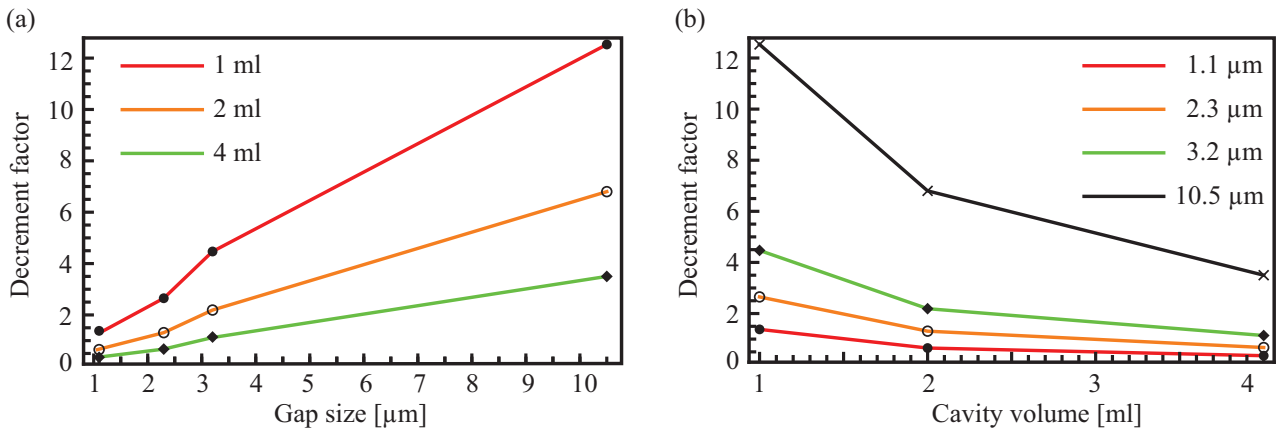 (a)
12
10
8
6
4
2
0
Decrement factor
1 ml
2 ml
4 ml
1 2 3 4 5 6 7 8 9 10
Gap size [µm]
(b)
12
10
8
6
4
2
0
Decrement factor
1.1 µm
2.3 µm
3.2 µm
10.5 µm
1 2 3 4
Cavity volume [ml]